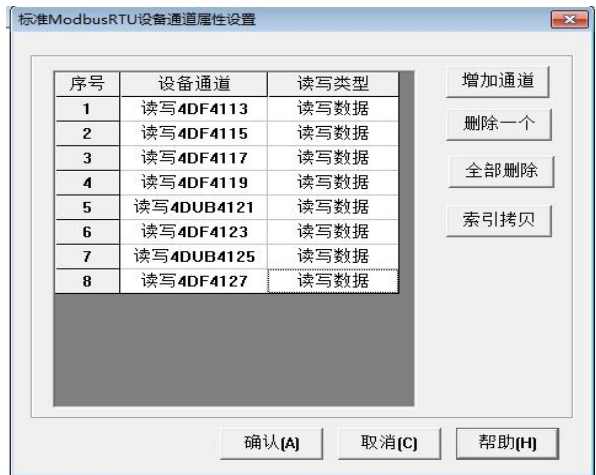 标准ModbusRTU设备通道属性设置
序号 设备通道 读写类型 增加通道
1 读写4DF4113 读写数据
2 读写4DF4115 读写数据 删除一个
3 读写4DF4117 读写数据
4 读写4DF4119 读写数据 全部删除
5 读写4DUB4121 读写数据
6 读写4DF4123 读写数据 索引拷贝
7 读写4DUB4125 读写数据
8 读写4DF4127 读写数据
确认(A) 取消(C) 帮助(H)